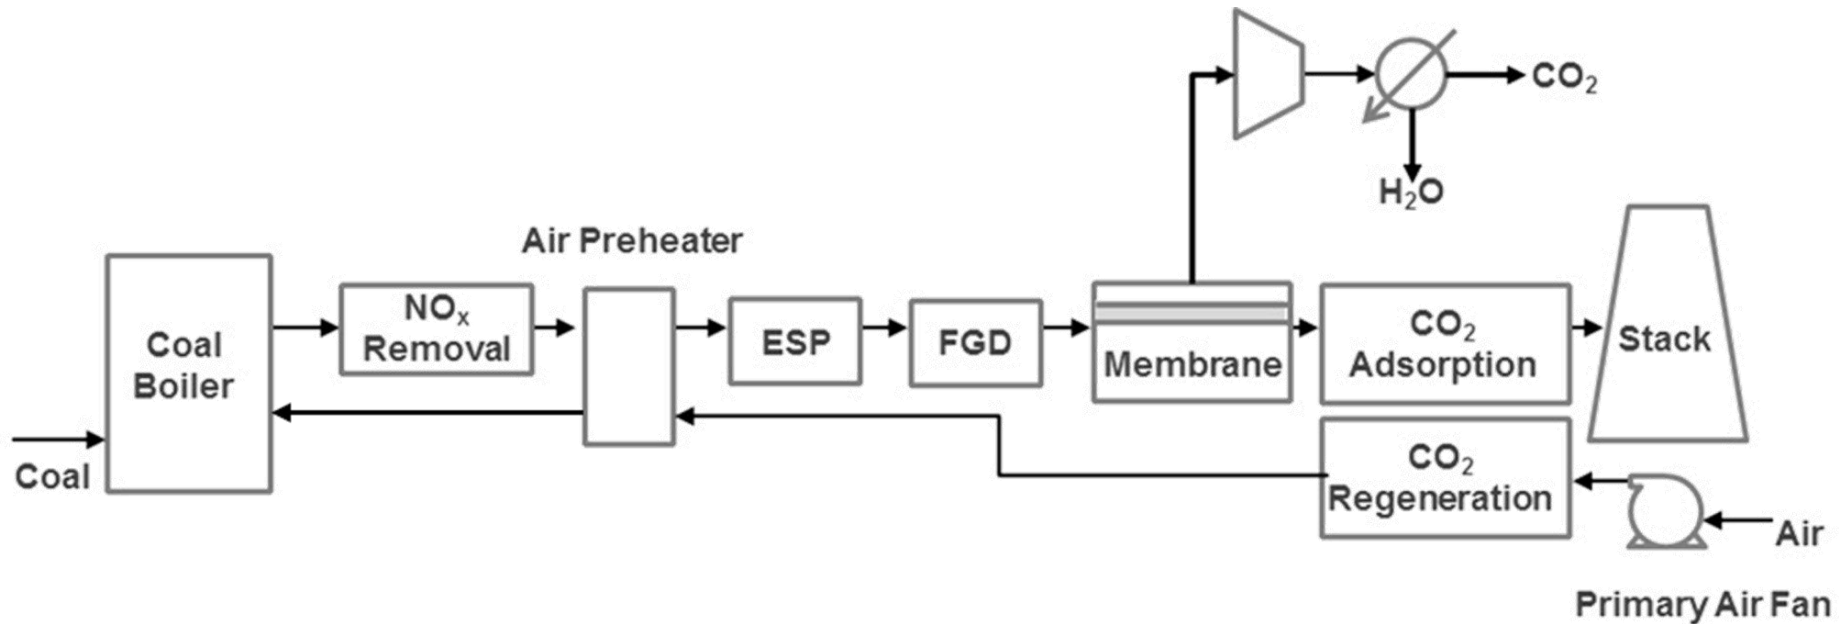 CO₂
H₂O
Air Preheater
Coal
Boiler
NOₓ
Removal
ESP
FGD
Membrane
CO₂
Adsorption
Stack
Coal
CO₂
Regeneration
Air
Primary Air Fan